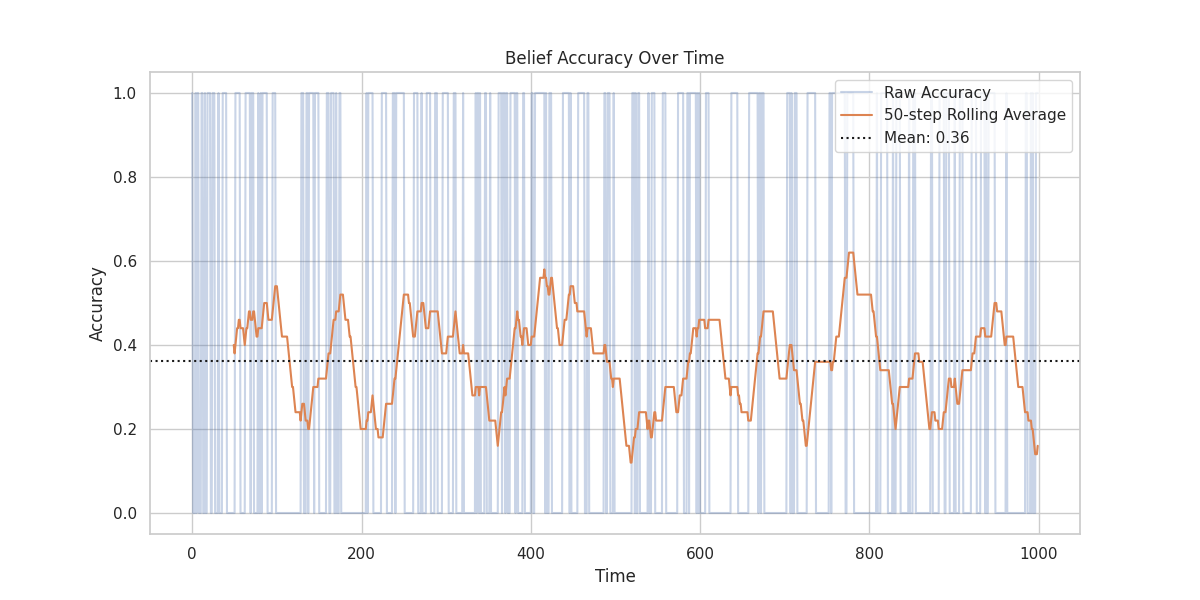 Belief Accuracy Over Time
Raw Accuracy
50-step Rolling Average
Mean: 0.36
Accuracy
1.0
0.8
0.6
0.4
0.2
0.0
0
200
400
600
800
1000
Time